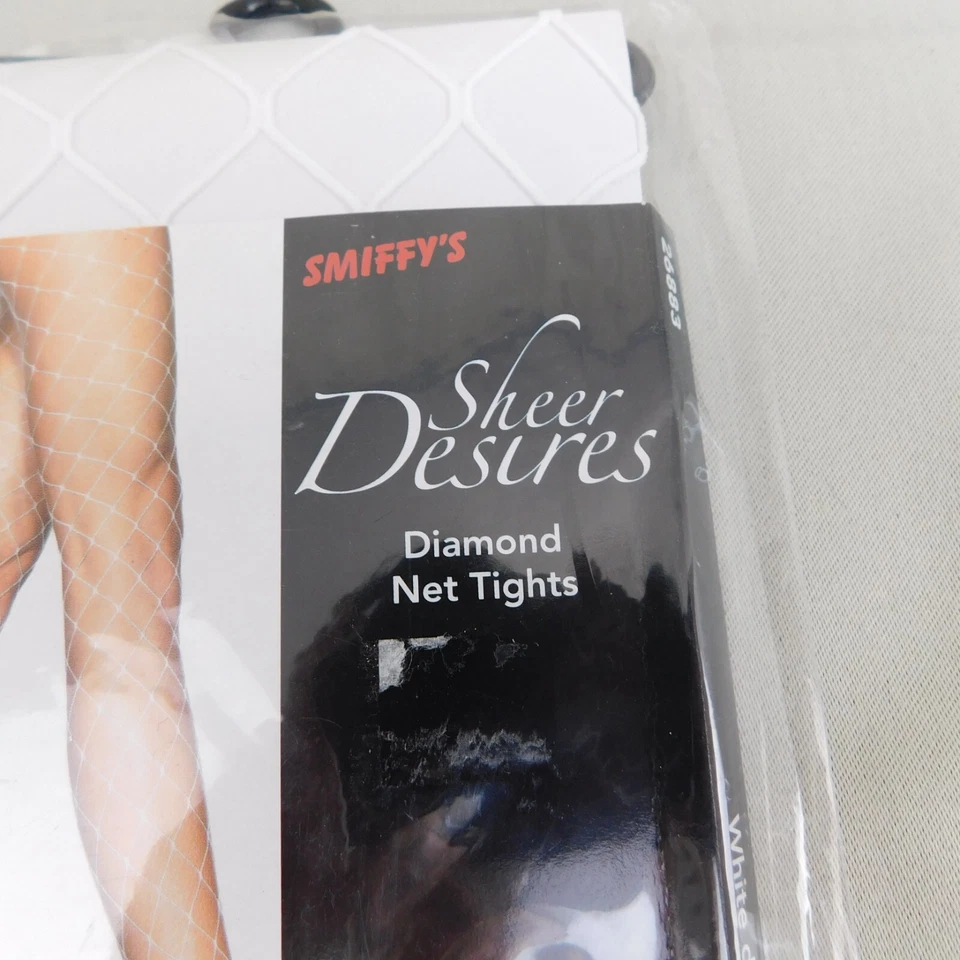 SMIFFY'S
Sheer
Desires
Diamond
Net Tights
26883
White